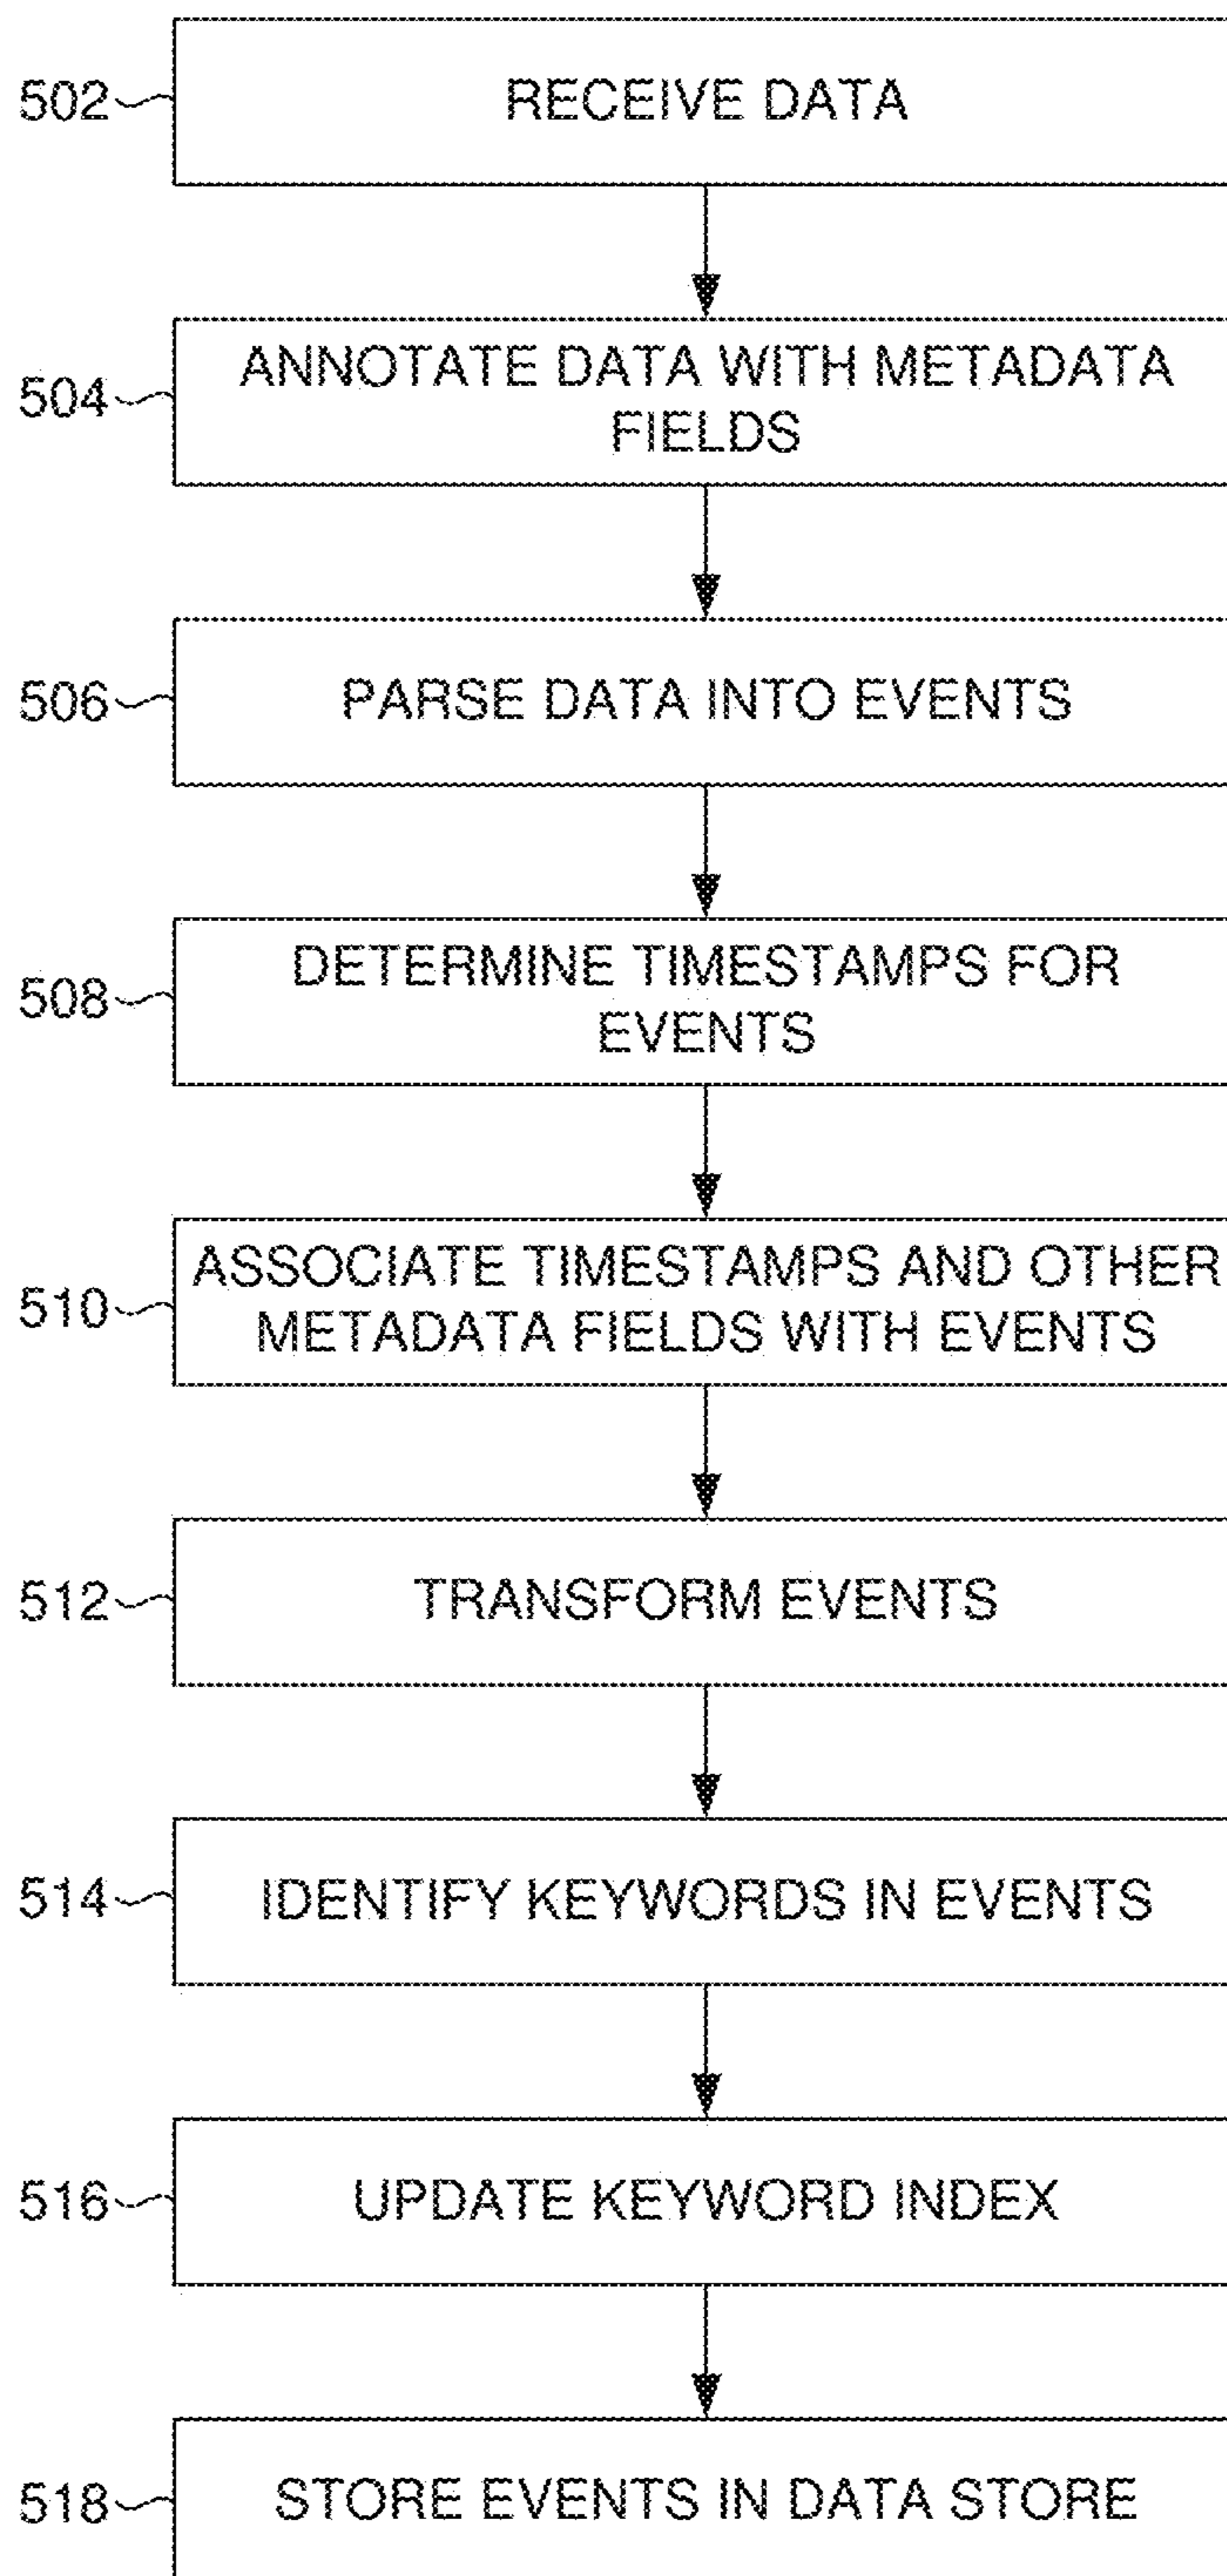 502
RECEIVE DATA
504
ANNOTATE DATA WITH METADATA
FIELDS
506
PARSE DATA INTO EVENTS
508
DETERMINE TIMESTAMPS FOR
EVENTS
510
ASSOCIATE TIMESTAMPS AND OTHER
METADATA FIELDS WITH EVENTS
512
TRANSFORM EVENTS
514
IDENTIFY KEYWORDS IN EVENTS
516
UPDATE KEYWORD INDEX
518
STORE EVENTS IN DATA STORE